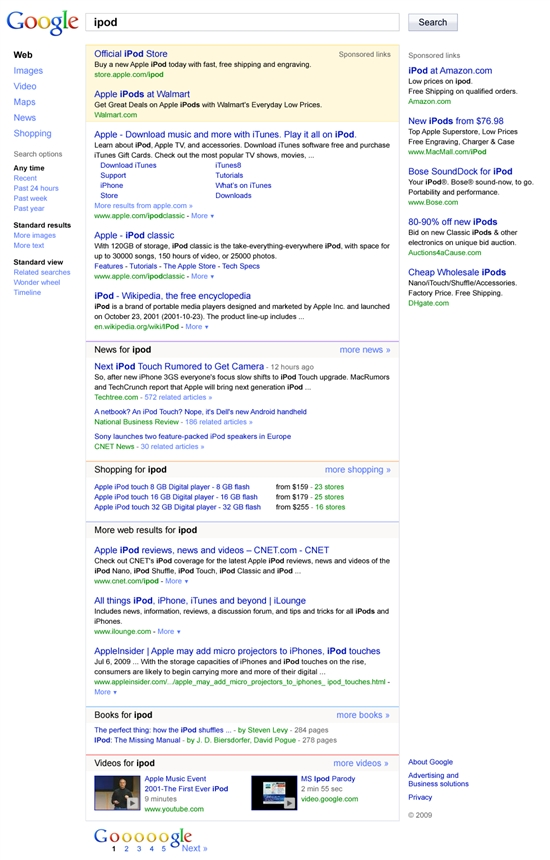 Google
ipod
Search
Web
Images
Video
Maps
News
Shopping
Search options
Any time
Recent
Past 24 hours
Past week
Past year
Standard results
More images
More text
Standard view
Related searches
Wonder wheel
Timeline
Official iPod Store
Sponsored links
Buy a new Apple iPod today with fast, free shipping and engraving.
store.apple.com/ipod
Apple iPods at Walmart
Get Great Deals on Apple iPods with Walmart's Everyday Low Prices.
Walmart.com
Apple - Download music and more with iTunes. Play it all on iPod.
Learn about iPod, Apple TV, and accessories. Download iTunes software free and purchase
iTunes Gift Cards. Check out the most popular TV shows, movies, ...
Download iTunes
iTunes8
Support
Tutorials
iPhone
What's on iTunes
Store
Downloads
More results from apple.com »
www.apple.com/ipodclassic - More ▼
Apple - iPod classic
With 120GB of storage, iPod classic is the take-everything-everywhere iPod, with space for
up to 30000 songs, 150 hours of video, or 25000 photos.
Features - Tutorials - The Apple Store - Tech Specs
www.apple.com/ipodclassic - More ▼
iPod - Wikipedia, the free encyclopedia
iPod is a brand of portable media players designed and marketed by Apple Inc. and launched
on October 23, 2001 (2001-10-23). The product line-up includes ...
en.wikipedia.org/wiki/IPod - More ▼
News for ipod
more news »
Next iPod Touch Rumored to Get Camera - 12 hours ago
So, after new iPhone 3GS everyone's focus slow shifts to iPod Touch upgrade. MacRumors
and TechCrunch report that Apple will bring next generation iPod ...
Techtree.com - 572 related articles »
A netbook? An iPod Touch? Nope, it's Dell's new Android handheld
National Business Review - 186 related articles »
Sony launches two feature-packed iPod speakers in Europe
CNET News - 30 related articles »
Shopping for ipod
more shopping »
Apple iPod touch 8 GB Digital player - 8 GB flash
from $159 - 23 stores
Apple iPod touch 16 GB Digital player - 16 GB flash
from $179 - 25 stores
Apple iPod touch 32 GB Digital player - 32 GB flash
from $255 - 16 stores
More web results for ipod
Apple iPod reviews, news and videos – CNET.com - CNET
Check out CNET's iPod coverage for the latest Apple iPod reviews, news and videos of the
iPod Nano, iPod Shuffle, iPod Touch, iPod Classic and iPod ...
www.cnet.com/ipod - More ▼
All things iPod, iPhone, iTunes and beyond | iLounge
Includes news, information, reviews, a discussion forum, and tips and tricks for all iPods and
iPhones.
www.ilounge.com - More ▼
AppleInsider | Apple may add micro projectors to iPhones, iPod touches
Jul 6, 2009 ... With the storage capacities of iPhones and iPod touches on the rise,
consumers are likely to begin carrying more and more of their digital ...
www.appleinsider.com/.../apple_may_add_micro_projectors_to_iphones_ ipod_touches.html -
More ▼
Books for ipod
more books »
The perfect thing: how the iPod shuffles ... - by Steven Levy - 284 pages
IPod: The Missing Manual - by J. D. Biersdorfer, David Pogue - 278 pages
Videos for ipod
more videos »
Apple Music Event
2001-The First Ever iPod
9 minutes
www.youtube.com
MS Ipod Parody
2 min 55 sec
video.google.com
Gooooogle
1 2 3 4 5 Next »
Sponsored links
iPod at Amazon.com
Low prices on ipod.
Free Shipping on qualified orders.
Amazon.com
New iPods from $76.98
Top Apple Superstore, Low Prices
Free Engraving, Charger & Case
www.MacMall.com/iPod
Bose SoundDock for iPod
Your iPod®. Bose® sound-now, to go.
Portability and performance.
www.Bose.com
80-90% off new iPods
Bid on new Classic iPods & other
electronics on unique bid auction.
Auctions4aCause.com
Cheap Wholesale iPods
Nano/iTouch/Shuffle/Accessories.
Factory Price. Free Shipping.
DHgate.com
About Google
Advertising and
Business solutions
Privacy
© 2009